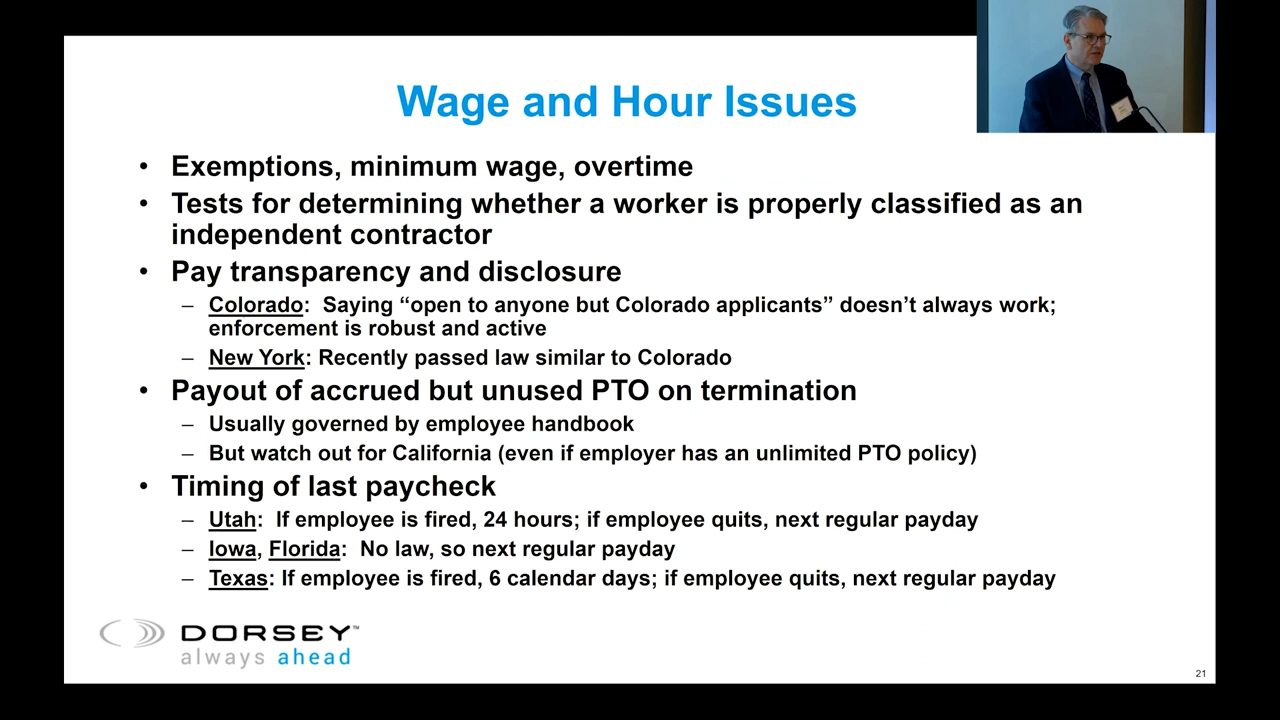 Wage and Hour Issues
• Exemptions, minimum wage, overtime
• Tests for determining whether a worker is properly classified as an
independent contractor
• Pay transparency and disclosure
– Colorado:  Saying “open to anyone but Colorado applicants” doesn’t always work;
enforcement is robust and active
– New York: Recently passed law similar to Colorado
• Payout of accrued but unused PTO on termination
– Usually governed by employee handbook
– But watch out for California (even if employer has an unlimited PTO policy)
• Timing of last paycheck
– Utah:  If employee is fired, 24 hours; if employee quits, next regular payday
– Iowa, Florida:  No law, so next regular payday
– Texas: If employee is fired, 6 calendar days; if employee quits, next regular payday
DORSEY™
always ahead
21